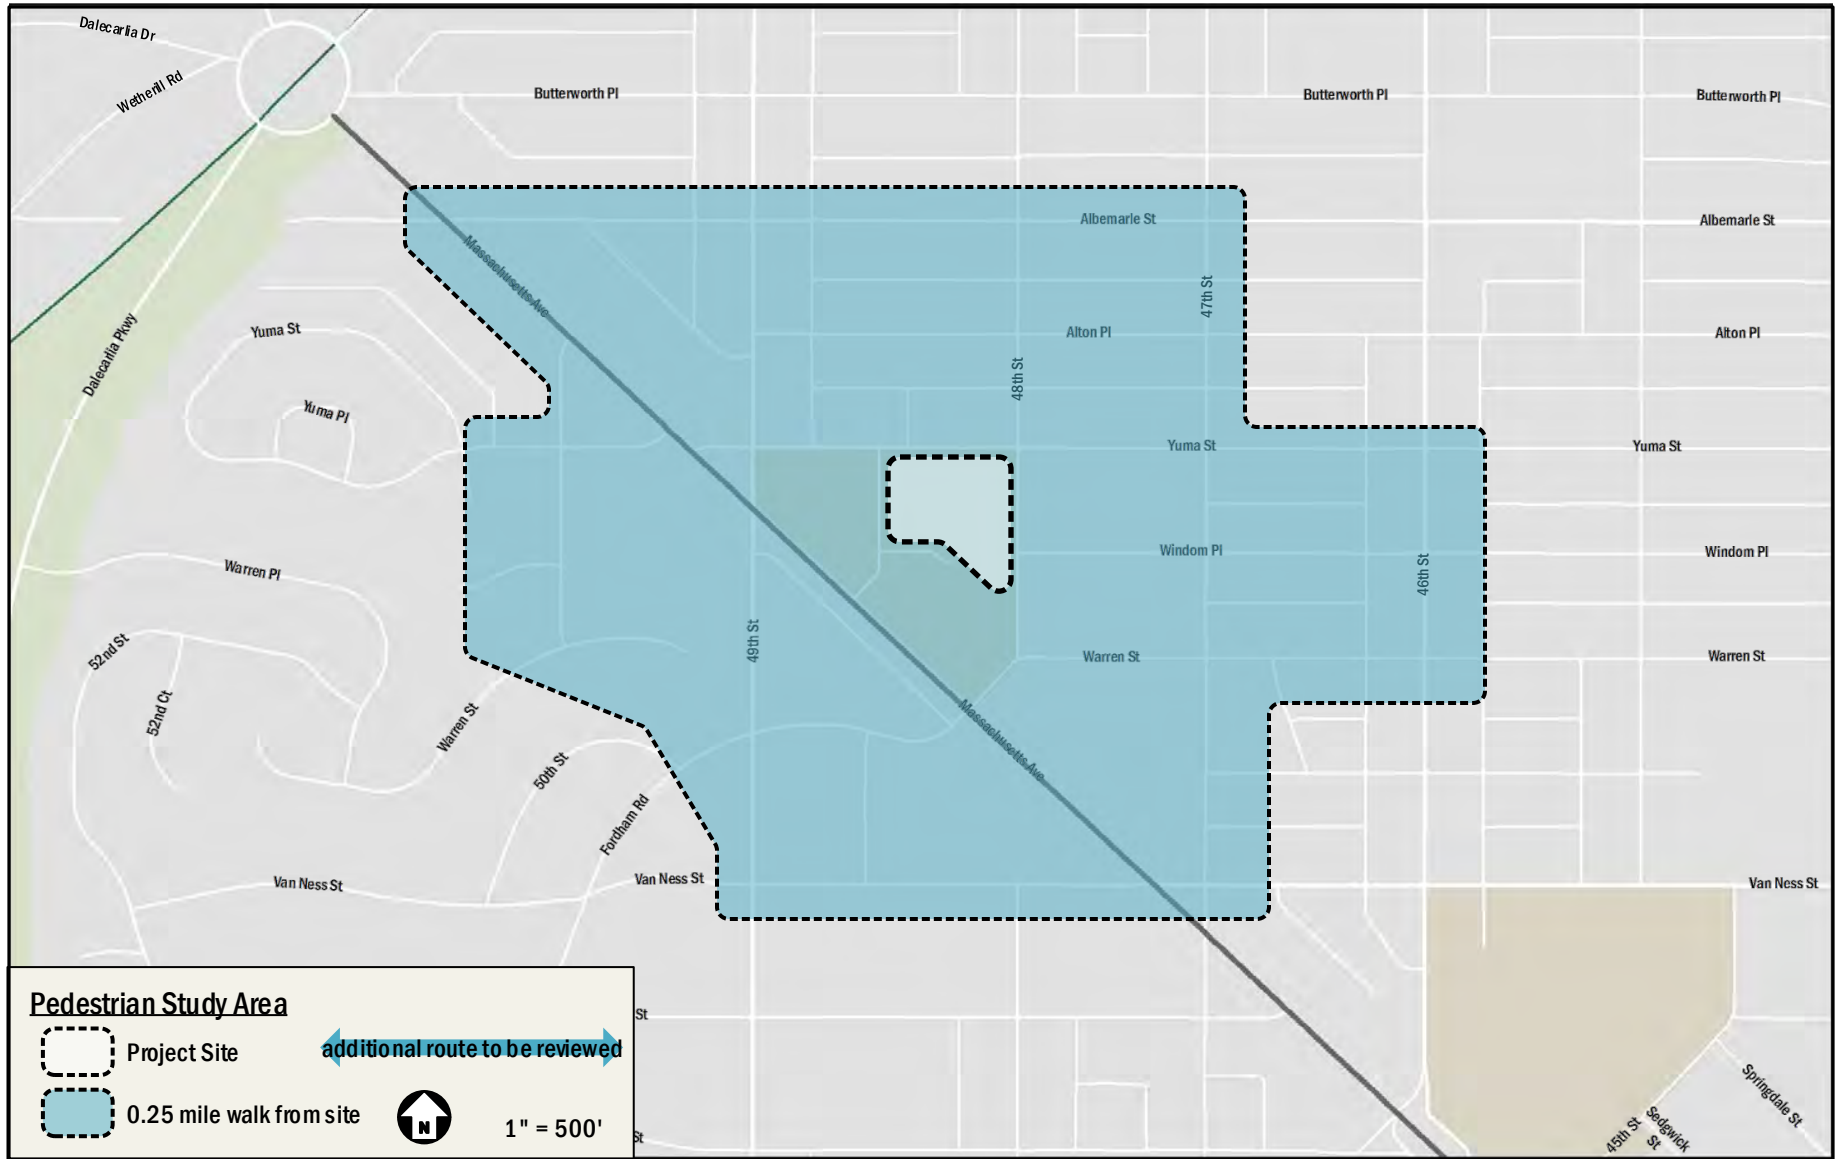 Dalecarlia Dr
Wetherill Rd
Butterworth Pl
Butterworth Pl
Butterworth Pl
Albemarle St
Albemarle St
Massachusetts Ave
47th St
Yuma St
Alton Pl
Alton Pl
Dalecarlia Pkwy
48th St
Yuma Pl
Yuma St
Yuma St
Windom Pl
Windom Pl
Warren Pl
46th St
52nd St
49th St
Warren St
Warren St
52nd Ct
Warren St
Massachusetts Ave
50th St
Fordham Rd
Van Ness St
Van Ness St
Van Ness St
Pedestrian Study Area
Project Site
additional route to be reviewed
0.25 mile walk from site
N
1" = 500'
St
St
Springdale St
45th St
Sedgwick
St